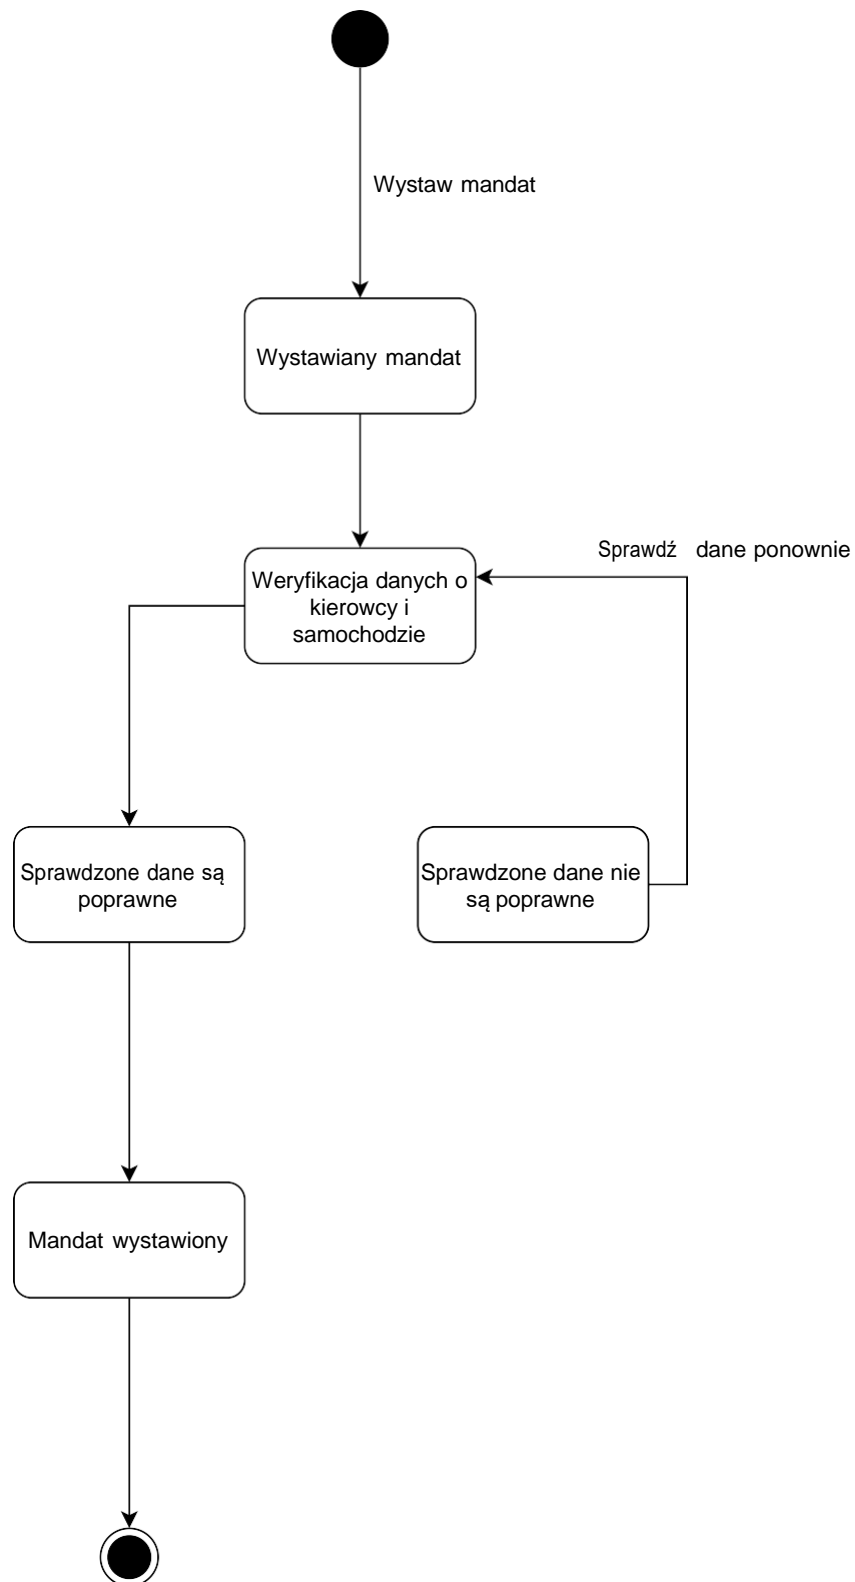 Wystaw mandat
Wystawiany mandat
Sprawdź dane ponownie
Weryfikacja danych o
kierowcy i
samochodzie
Sprawdzone dane są
poprawne
Sprawdzone dane nie
są poprawne
Mandat wystawiony